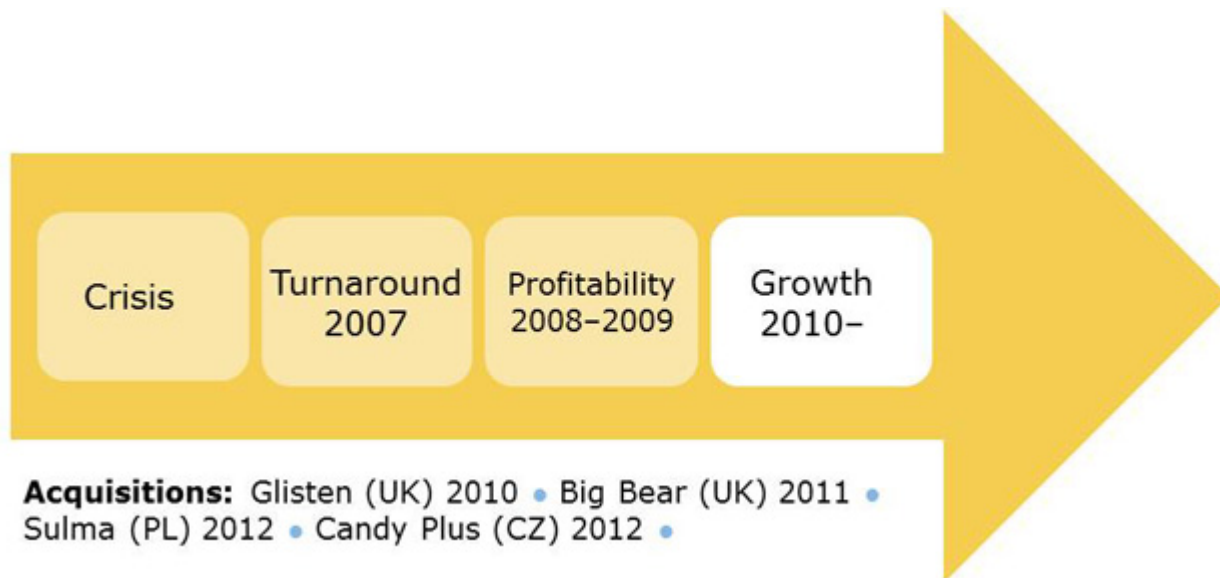 Crisis
Turnaround
2007
Profitability
2008–2009
Growth
2010–
Acquisitions: Glisten (UK) 2010 • Big Bear (UK) 2011 •
Sulma (PL) 2012 • Candy Plus (CZ) 2012 •